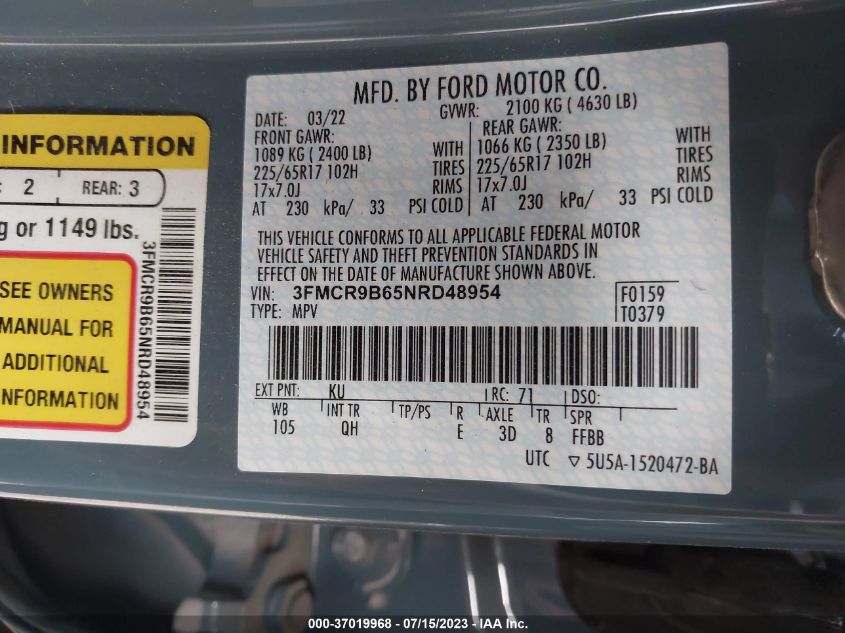 INFORMATION
2 REAR: 3
g or 1149 lbs.
SEE OWNERS
MANUAL FOR
ADDITIONAL
INFORMATION
3FMCR9B65NRD48954
MFD. BY FORD MOTOR CO.
DATE: 03/22 GVWR: 2100 KG ( 4630 LB)
FRONT GAWR: REAR GAWR:
1089 KG ( 2400 LB) WITH 1066 KG ( 2350 LB) WITH
225/65R17 102H TIRES 225/65R17 102H TIRES
17x7.0J RIMS 17x7.0J RIMS
AT 230 kPa/ 33 PSI COLD AT 230 kPa/ 33 PSI COLD
THIS VEHICLE CONFORMS TO ALL APPLICABLE FEDERAL MOTOR
VEHICLE SAFETY AND THEFT PREVENTION STANDARDS IN
EFFECT ON THE DATE OF MANUFACTURE SHOWN ABOVE.
VIN: 3FMCR9B65NRD48954 F0159
TYPE: MPV T0379
EXT PNT: KU RC: 71 DSO:
WB INT TR TP/PS R AXLE TR SPR
105 QH E 3D 8 FFBB
UTC ▽ 5U5A-1520472-BA
000-37019968 - 07/15/2023 - IAA Inc.